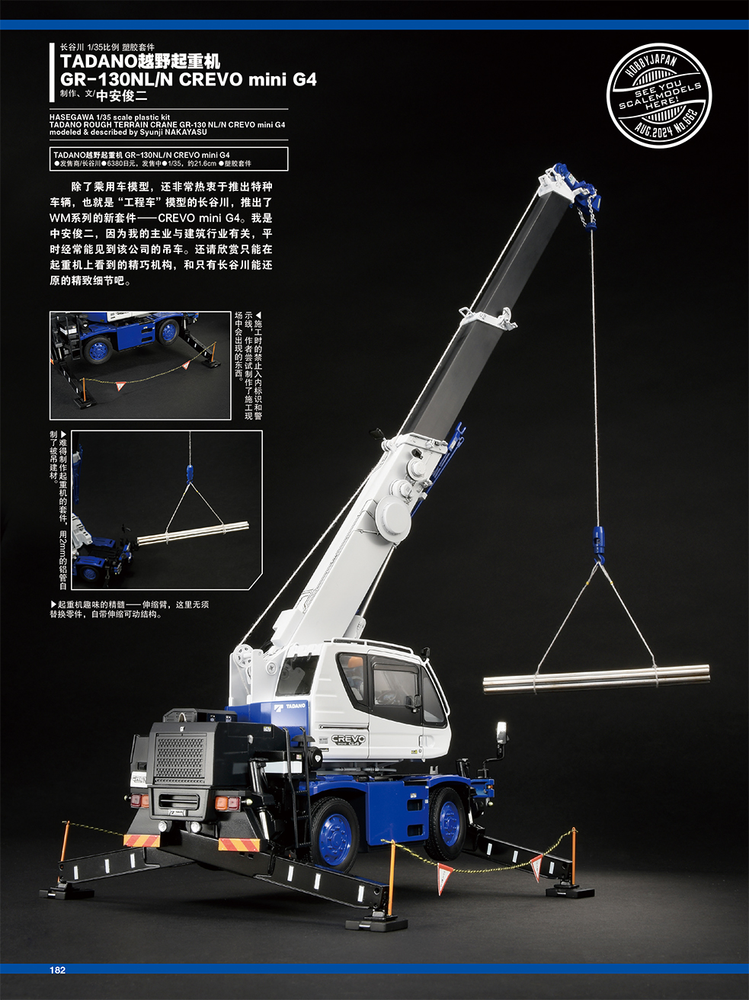 长谷川 1/35比例 塑胶套件
TADANO越野起重机
GR-130NL/N CREVO mini G4
制作、文/中安俊二
HASEGAWA 1/35 scale plastic kit
TADANO ROUGH TERRAIN CRANE GR-130 NL/N CREVO mini G4
modeled & described by Syunji NAKAYASU
TADANO越野起重机 GR-130NL/N CREVO mini G4
●发售商/长谷川●6380日元，发售中●1/35，约21.6cm ●塑胶套件
HOBBYJAPAN
SEE YOU
SCALEMODELS
HERE!
AUG.2024 No.662
除了乘用车模型，还非常热衷于推出特种
车辆，也就是“工程车”模型的长谷川，推出了
WM系列的新套件——CREVO mini G4。我是
中安俊二，因为我的主业与建筑行业有关，平
时经常能见到该公司的吊车。还请欣赏只能在
起重机上看到的精巧机构，和只有长谷川能还
原的精致细节吧。
◀施工时的禁止入内标识和警
示线，作者尝试制作了施工现
场中会出现的东西。
▶难得制作起重机的套件，用2mm的铝管自
制了被吊建材。
▶起重机趣味的精髓——伸缩臂，这里无须
替换零件，自带伸缩可动结构。
TADANO
CREVO
mini G4
182